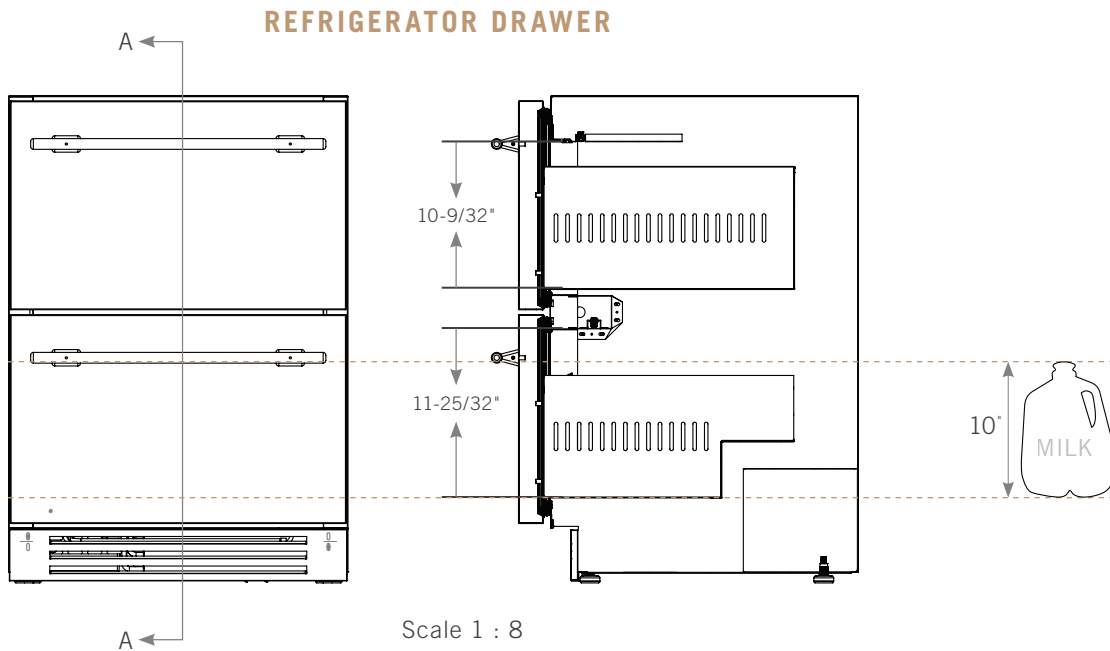 REFRIGERATOR DRAWER
A
10-9/32"
11-25/32"
10"
MILK
A
Scale 1 : 8